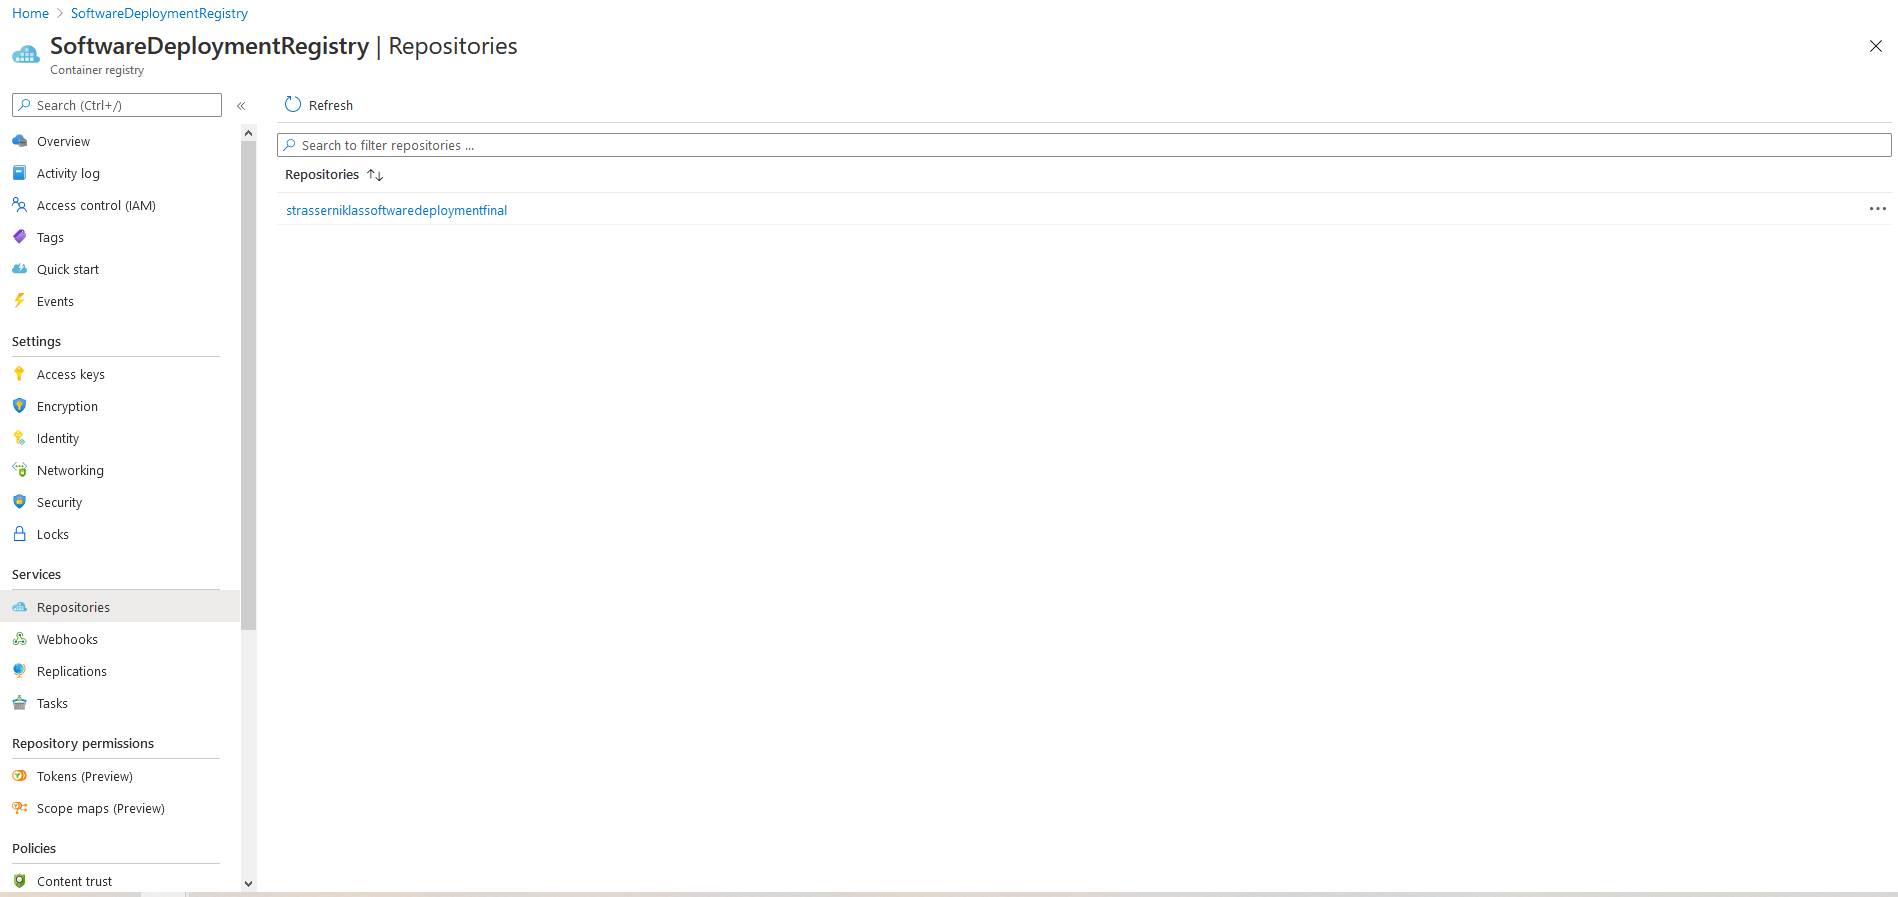 Home > SoftwareDeploymentRegistry
SoftwareDeploymentRegistry | Repositories
Container registry
Search (Ctrl+/)
«
Overview
Activity log
Access control (IAM)
Tags
Quick start
Events
Settings
Access keys
Encryption
Identity
Networking
Security
Locks
Services
Repositories
Webhooks
Replications
Tasks
Repository permissions
Tokens (Preview)
Scope maps (Preview)
Policies
Content trust
Refresh
Search to filter repositories ...
Repositories ↑↓
strasserniklassoftwaredeploymentfinal